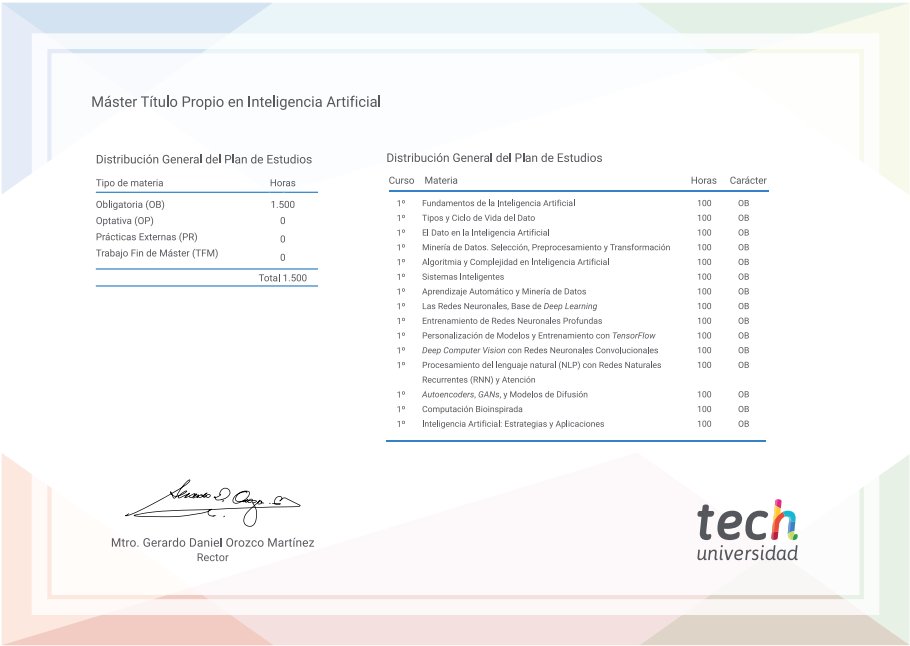 Máster Título Propio en Inteligencia Artificial
Distribución General del Plan de Estudios
Tipo de materia Horas
Obligatoria (OB) 1.500
Optativa (OP) 0
Prácticas Externas (PR) 0
Trabajo Fin de Máster (TFM) 0
Total 1.500
Distribución General del Plan de Estudios
Curso Materia Horas Carácter
1º Fundamentos de la Inteligencia Artificial 100 OB
1º Tipos y Ciclo de Vida del Dato 100 OB
1º El Dato en la Inteligencia Artificial 100 OB
1º Minería de Datos. Selección, Preprocesamiento y Transformación 100 OB
1º Algoritmia y Complejidad en Inteligencia Artificial 100 OB
1º Sistemas Inteligentes 100 OB
1º Aprendizaje Automático y Minería de Datos 100 OB
1º Las Redes Neuronales, Base de Deep Learning 100 OB
1º Entrenamiento de Redes Neuronales Profundas 100 OB
1º Personalización de Modelos y Entrenamiento con TensorFlow 100 OB
1º Deep Computer Vision con Redes Neuronales Convolucionales 100 OB
1º Procesamiento del lenguaje natural (NLP) con Redes Naturales 100 OB
Recurrentes (RNN) y Atención
1º Autoencoders, GANs, y Modelos de Difusión 100 OB
1º Computación Bioinspirada 100 OB
1º Inteligencia Artificial: Estrategias y Aplicaciones 100 OB
Mtro. Gerardo Daniel Orozco Martínez
Rector
tech
universidad